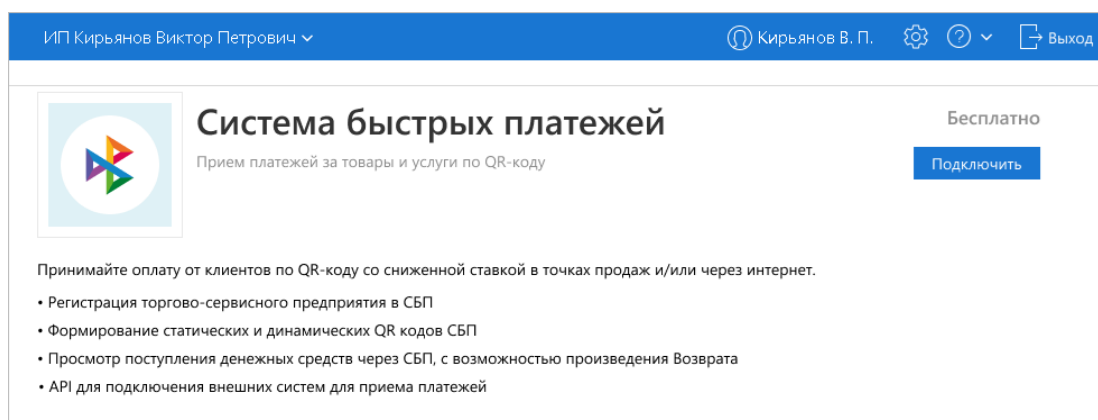 ИП Кирьянов Виктор Петрович
Кирьянов В. П.
Выход
Система быстрых платежей
Бесплатно
Прием платежей за товары и услуги по QR-коду
Подключить
Принимайте оплату от клиентов по QR-коду со сниженной ставкой в точках продаж и/или через интернет.
• Регистрация торгово-сервисного предприятия в СБП
• Формирование статических и динамических QR кодов СБП
• Просмотр поступления денежных средств через СБП, с возможностью произведения Возврата
• API для подключения внешних систем для приема платежей